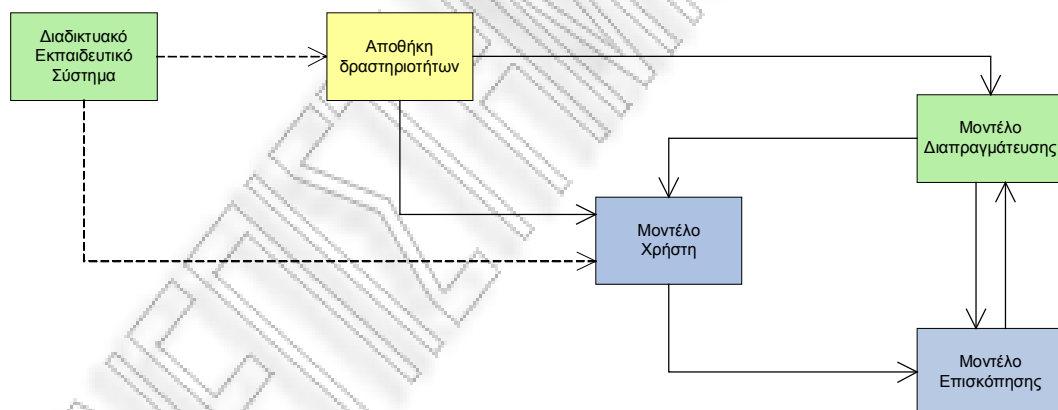 Διαδικτυακό
Εκπαιδευτικό
Σύστημα
Αποθήκη
δραστηριοτήτων
Μοντέλο
Διαπραγμάτευσης
Μοντέλο
Χρήστη
Μοντέλο
Επισκόπησης